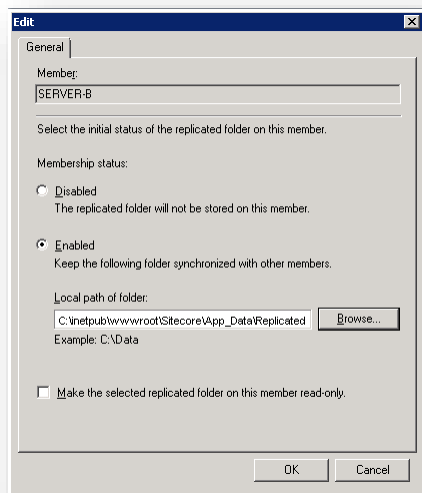 Edit
General
Member:
SERVER-B
Select the initial status of the replicated folder on this member.
Membership status:
Disabled
The replicated folder will not be stored on this member.
Enabled
Keep the following folder synchronized with other members.
Local path of folder:
C:\inetpub\wwwroot\Sitecore\App_Data\Replicated
Browse...
Example: C:\Data
Make the selected replicated folder on this member read-only.
OK
Cancel